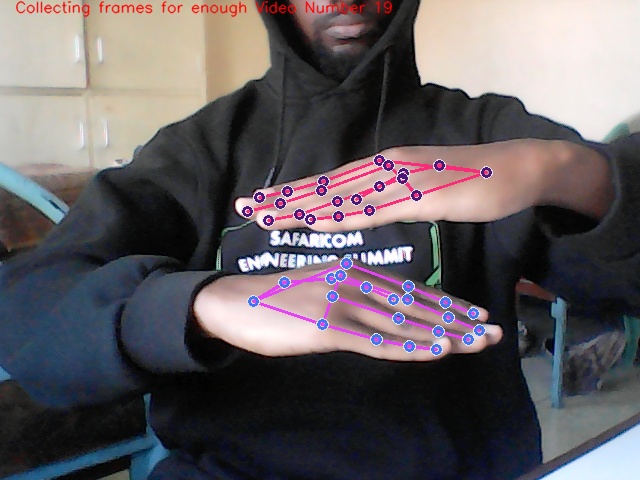 Collecting frames for enough Video Number 19
SAFARICOM
ENGINEERING SUMMIT